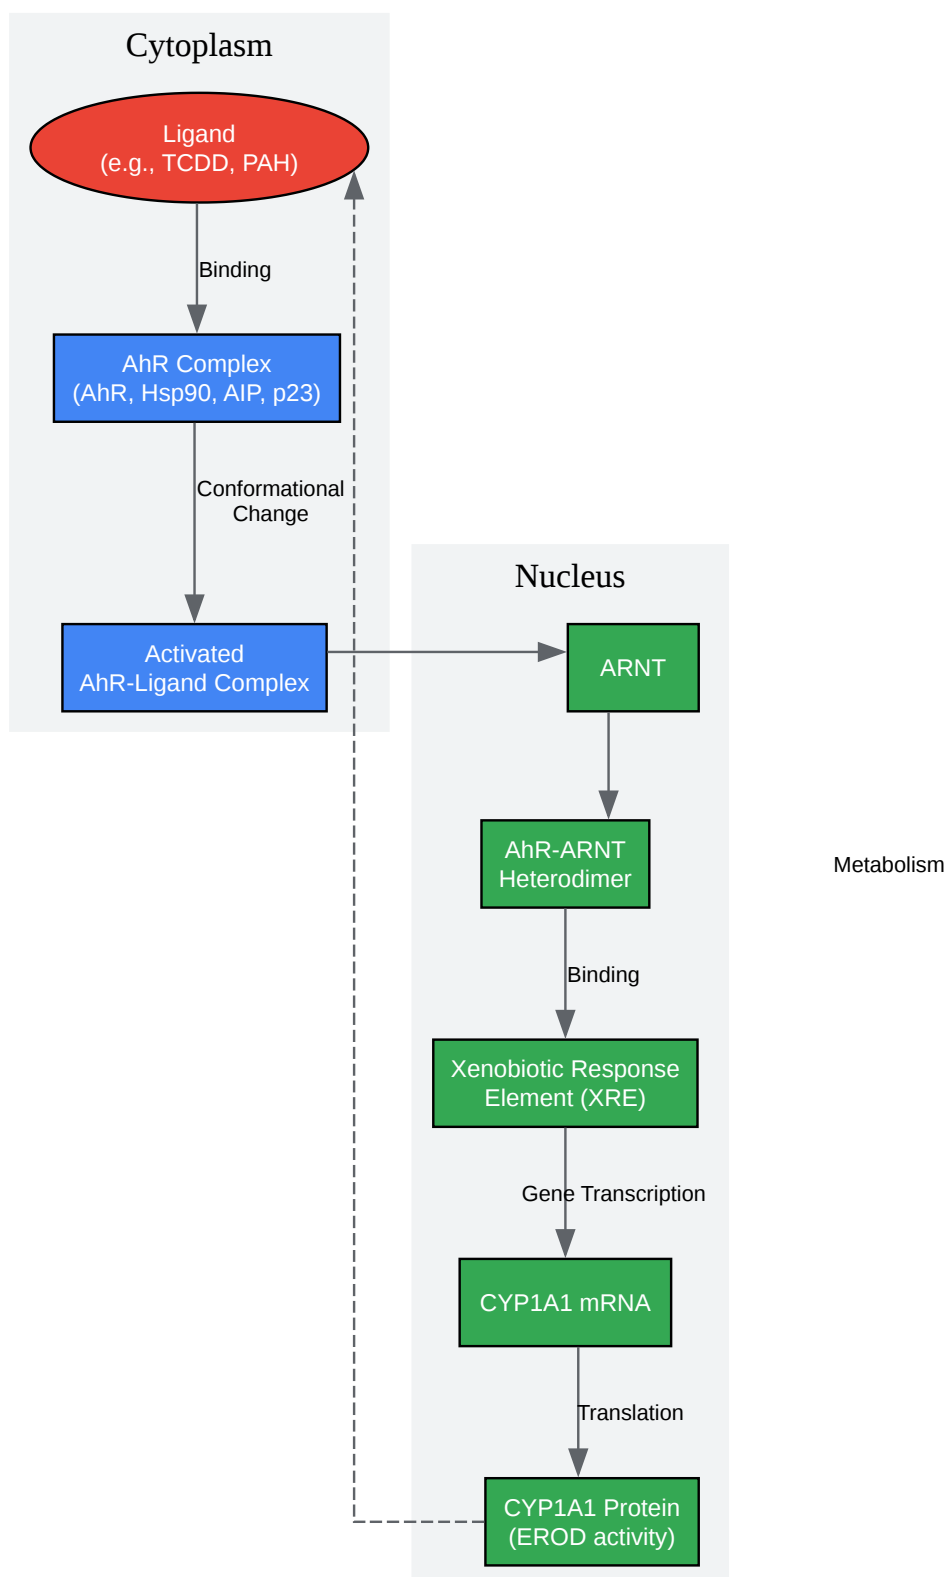 Cytoplasm
Ligand
(e.g., TCDD, PAH)
Binding
AhR Complex
(AhR, Hsp90, AIP, p23)
Conformational
Change
Activated
AhR-Ligand Complex
Nucleus
ARNT
AhR-ARNT
Heterodimer
Metabolism
Binding
Xenobiotic Response
Element (XRE)
Gene Transcription
CYP1A1 mRNA
Translation
CYP1A1 Protein
(EROD activity)